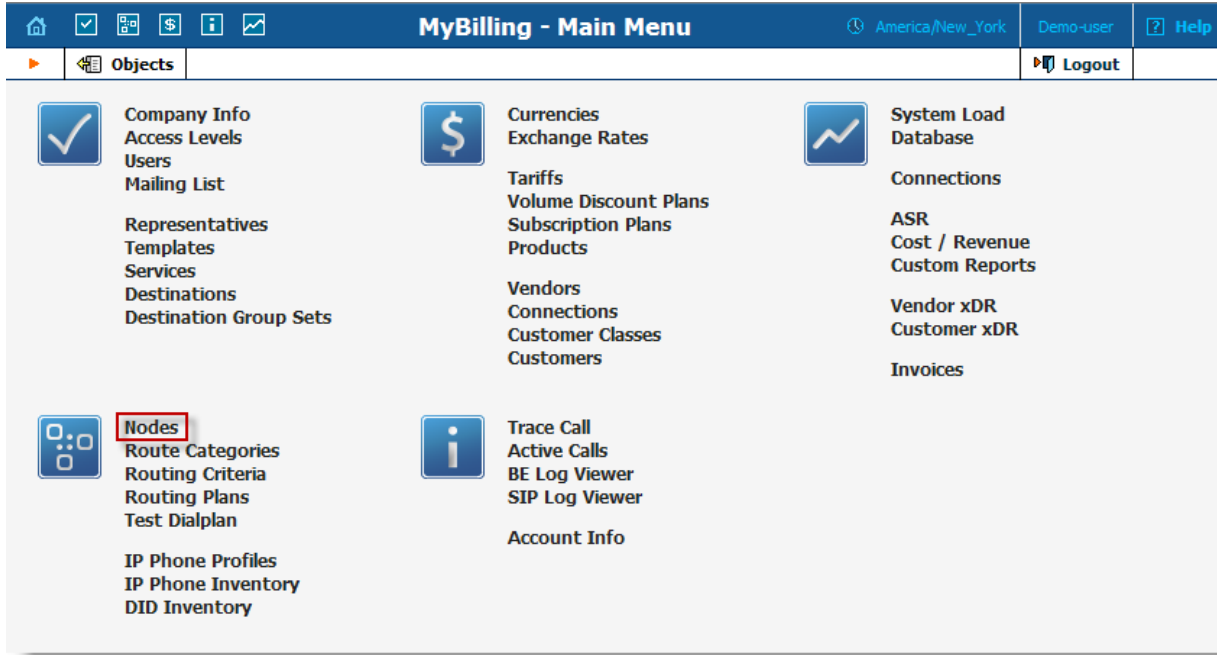 MyBilling - Main Menu
America/New_York
Demo-user
? Help
Objects
Logout
Company Info
Access Levels
Users
Mailing List
Representatives
Templates
Services
Destinations
Destination Group Sets
Currencies
Exchange Rates
Tariffs
Volume Discount Plans
Subscription Plans
Products
Vendors
Connections
Customer Classes
Customers
System Load
Database
Connections
ASR
Cost / Revenue
Custom Reports
Vendor xDR
Customer xDR
Invoices
Nodes
Route Categories
Routing Criteria
Routing Plans
Test Dialplan
IP Phone Profiles
IP Phone Inventory
DID Inventory
Trace Call
Active Calls
BE Log Viewer
SIP Log Viewer
Account Info